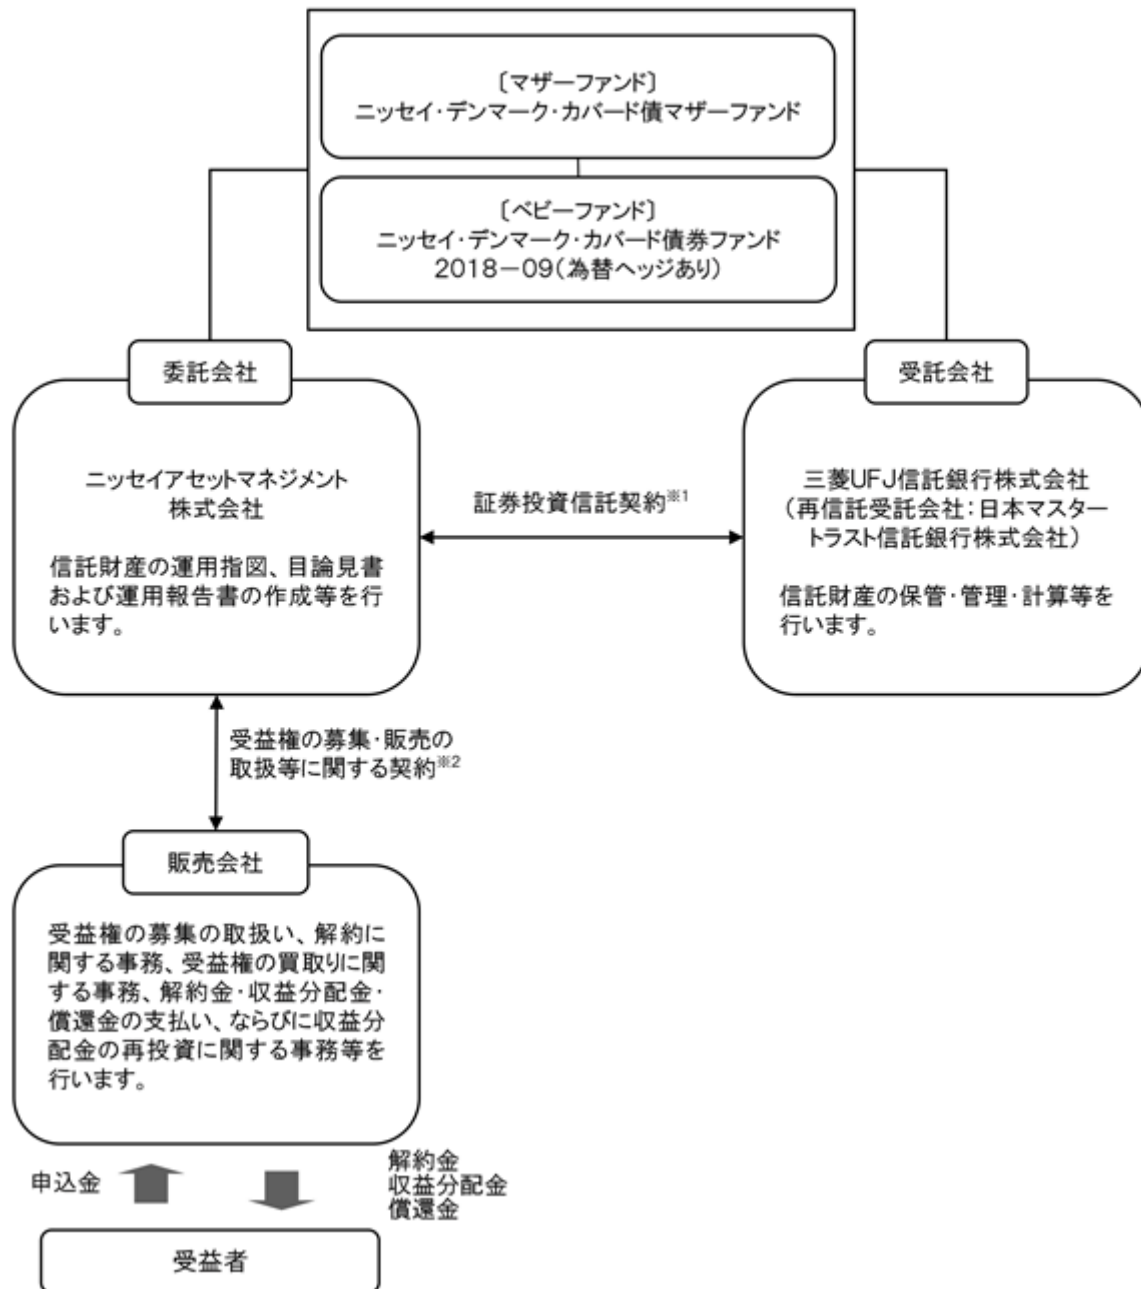 〔マザーファンド〕
ニッセイ・デンマーク・カバード債マザーファンド
〔ベビーファンド〕
ニッセイ・デンマーク・カバード債券ファンド
2018－09（為替ヘッジあり）
委託会社
ニッセイアセットマネジメント
株式会社
信託財産の運用指図、目論見書
および運用報告書の作成等を行
います。
証券投資信託契約※1
受託会社
三菱UFJ信託銀行株式会社
（再信託受託会社：日本マスター
トラスト信託銀行株式会社）
信託財産の保管・管理・計算等を
行います。
受益権の募集・販売の
取扱等に関する契約※2
販売会社
受益権の募集の取扱い、解約に
関する事務、受益権の買取りに関
する事務、解約金・収益分配金・
償還金の支払い、ならびに収益分
配金の再投資に関する事務等を
行います。
申込金
解約金
収益分配金
償還金
受益者